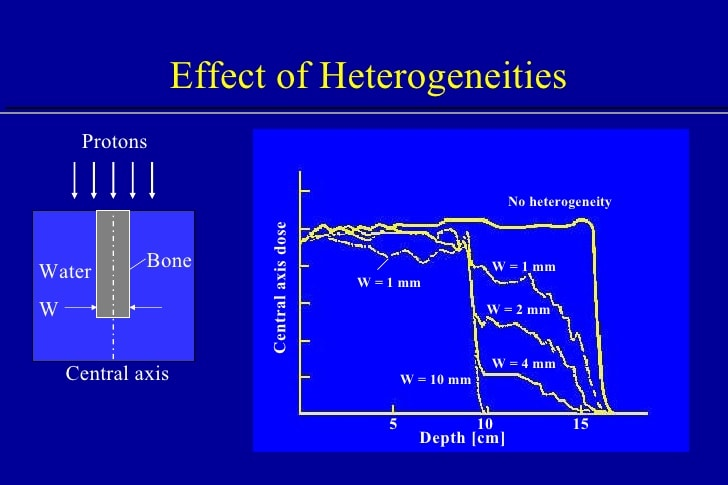 Effect of Heterogeneities
Protons
Water
Bone
W
Central axis
Central axis dose
No heterogeneity
W = 1 mm
W = 1 mm
W = 2 mm
W = 4 mm
W = 10 mm
5 10 15
Depth [cm]